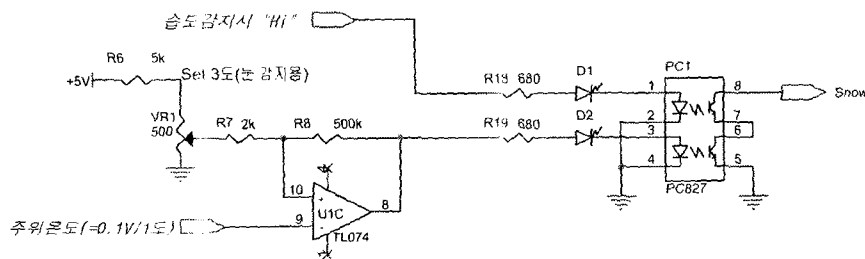 습도감지시 "Hi"
R6 5k
+5V
Set 3도(눈 감지용)
VR1
500
R7 2k
R8 500k
R18 680
D1
R19 680
D2
PC1
1
2
3
4
8
7
6
5
PC827
Snow
10
9
8
+
-
U1C
TL074
주위온도(=0.1V/1도)